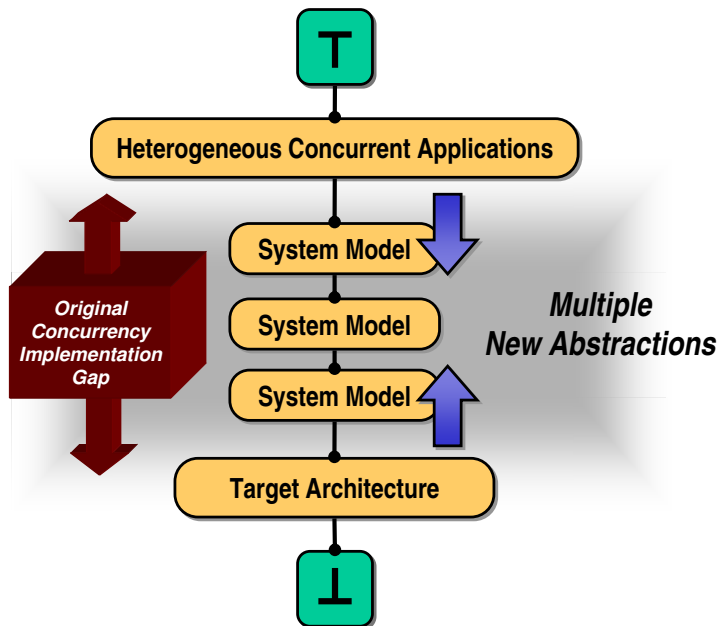 T
Heterogeneous Concurrent Applications
System Model
Original
Concurrency
Implementation
Gap
System Model
Multiple
New Abstractions
System Model
Target Architecture
⊥